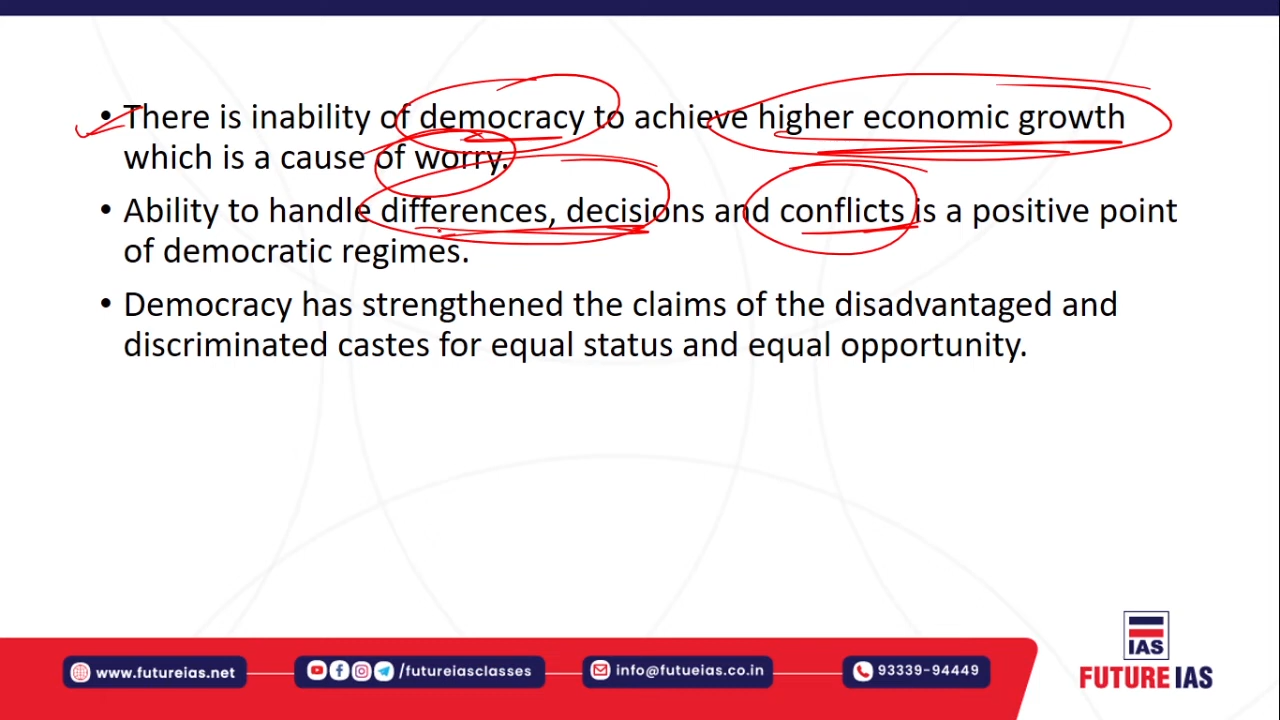 • There is inability of democracy to achieve higher economic growth
which is a cause of worry.
• Ability to handle differences, decisions and conflicts is a positive point
of democratic regimes.
• Democracy has strengthened the claims of the disadvantaged and
discriminated castes for equal status and equal opportunity.
IAS
FUTURE IAS
www.futureias.net
/futureiasclasses
info@futueias.co.in
93339-94449